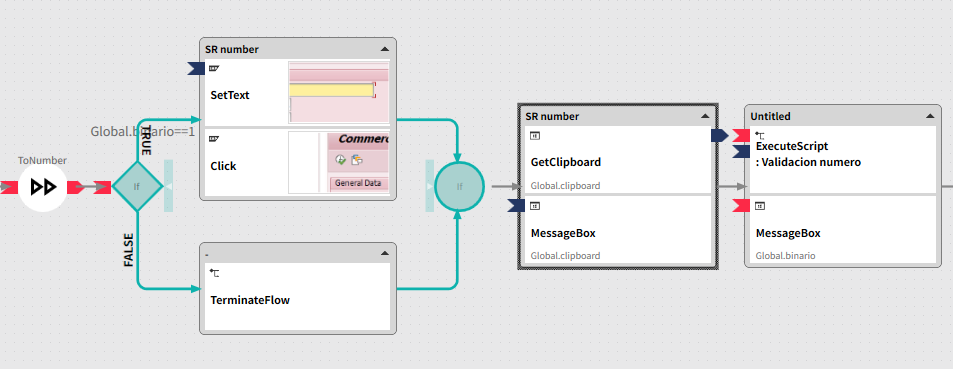 SR number
SetText
Click
General Data
Global.binario==1
TRUE
ToNumber
If
FALSE
-
TerminateFlow
If
SR number
GetClipboard
Global.clipboard
MessageBox
Global.clipboard
Untitled
ExecuteScript
: Validacion numero
MessageBox
Global.binario